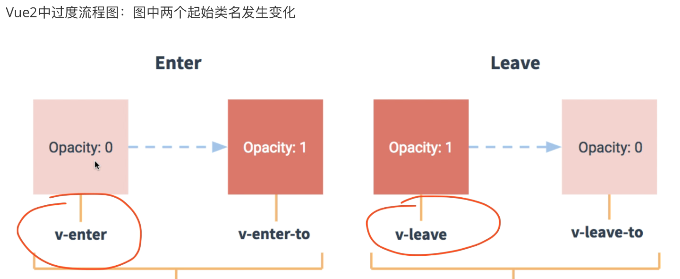 Vue2中过度流程图：图中两个起始类名发生变化
Enter
Leave
Opacity: 0
Opacity: 1
Opacity: 1
Opacity: 0
v-enter
v-enter-to
v-leave
v-leave-to